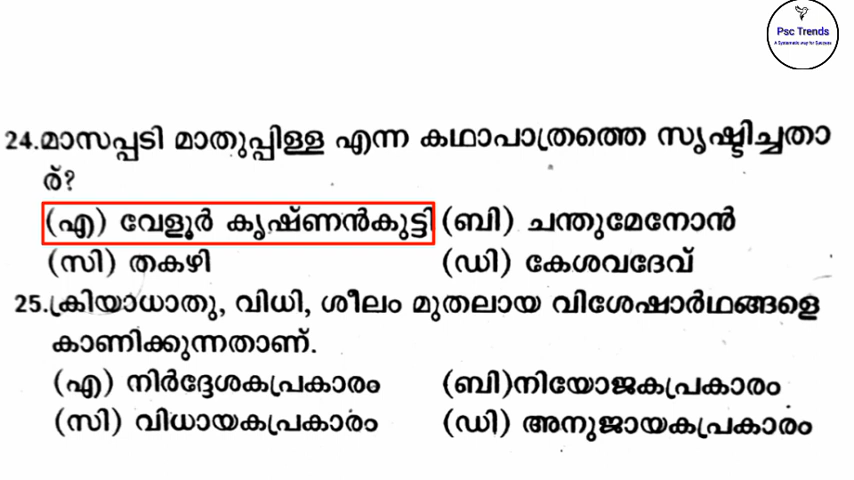 Psc Trends
A Systematic way for Success
24.മാസപ്പടി മാതുപ്പിള്ള എന്ന കഥാപാത്രത്തെ സൃഷ്ടിച്ചതാ
ര്?
(എ) വേളൂർ കൃഷ്ണൻകുട്ടി (ബി) ചന്തുമേനോൻ
(സി) തകഴി (ഡി) കേശവദേവ്
25.ക്രിയാധാതു, വിധി, ശീലം മുതലായ വിശേഷാർഥങ്ങളെ
കാണിക്കുന്നതാണ്.
(എ) നിർദ്ദേശകപ്രകാരം (ബി)നിയോജകപ്രകാരം
(സി) വിധായകപ്രകാരം (ഡി) അനുജ്ഞായകപ്രകാരം